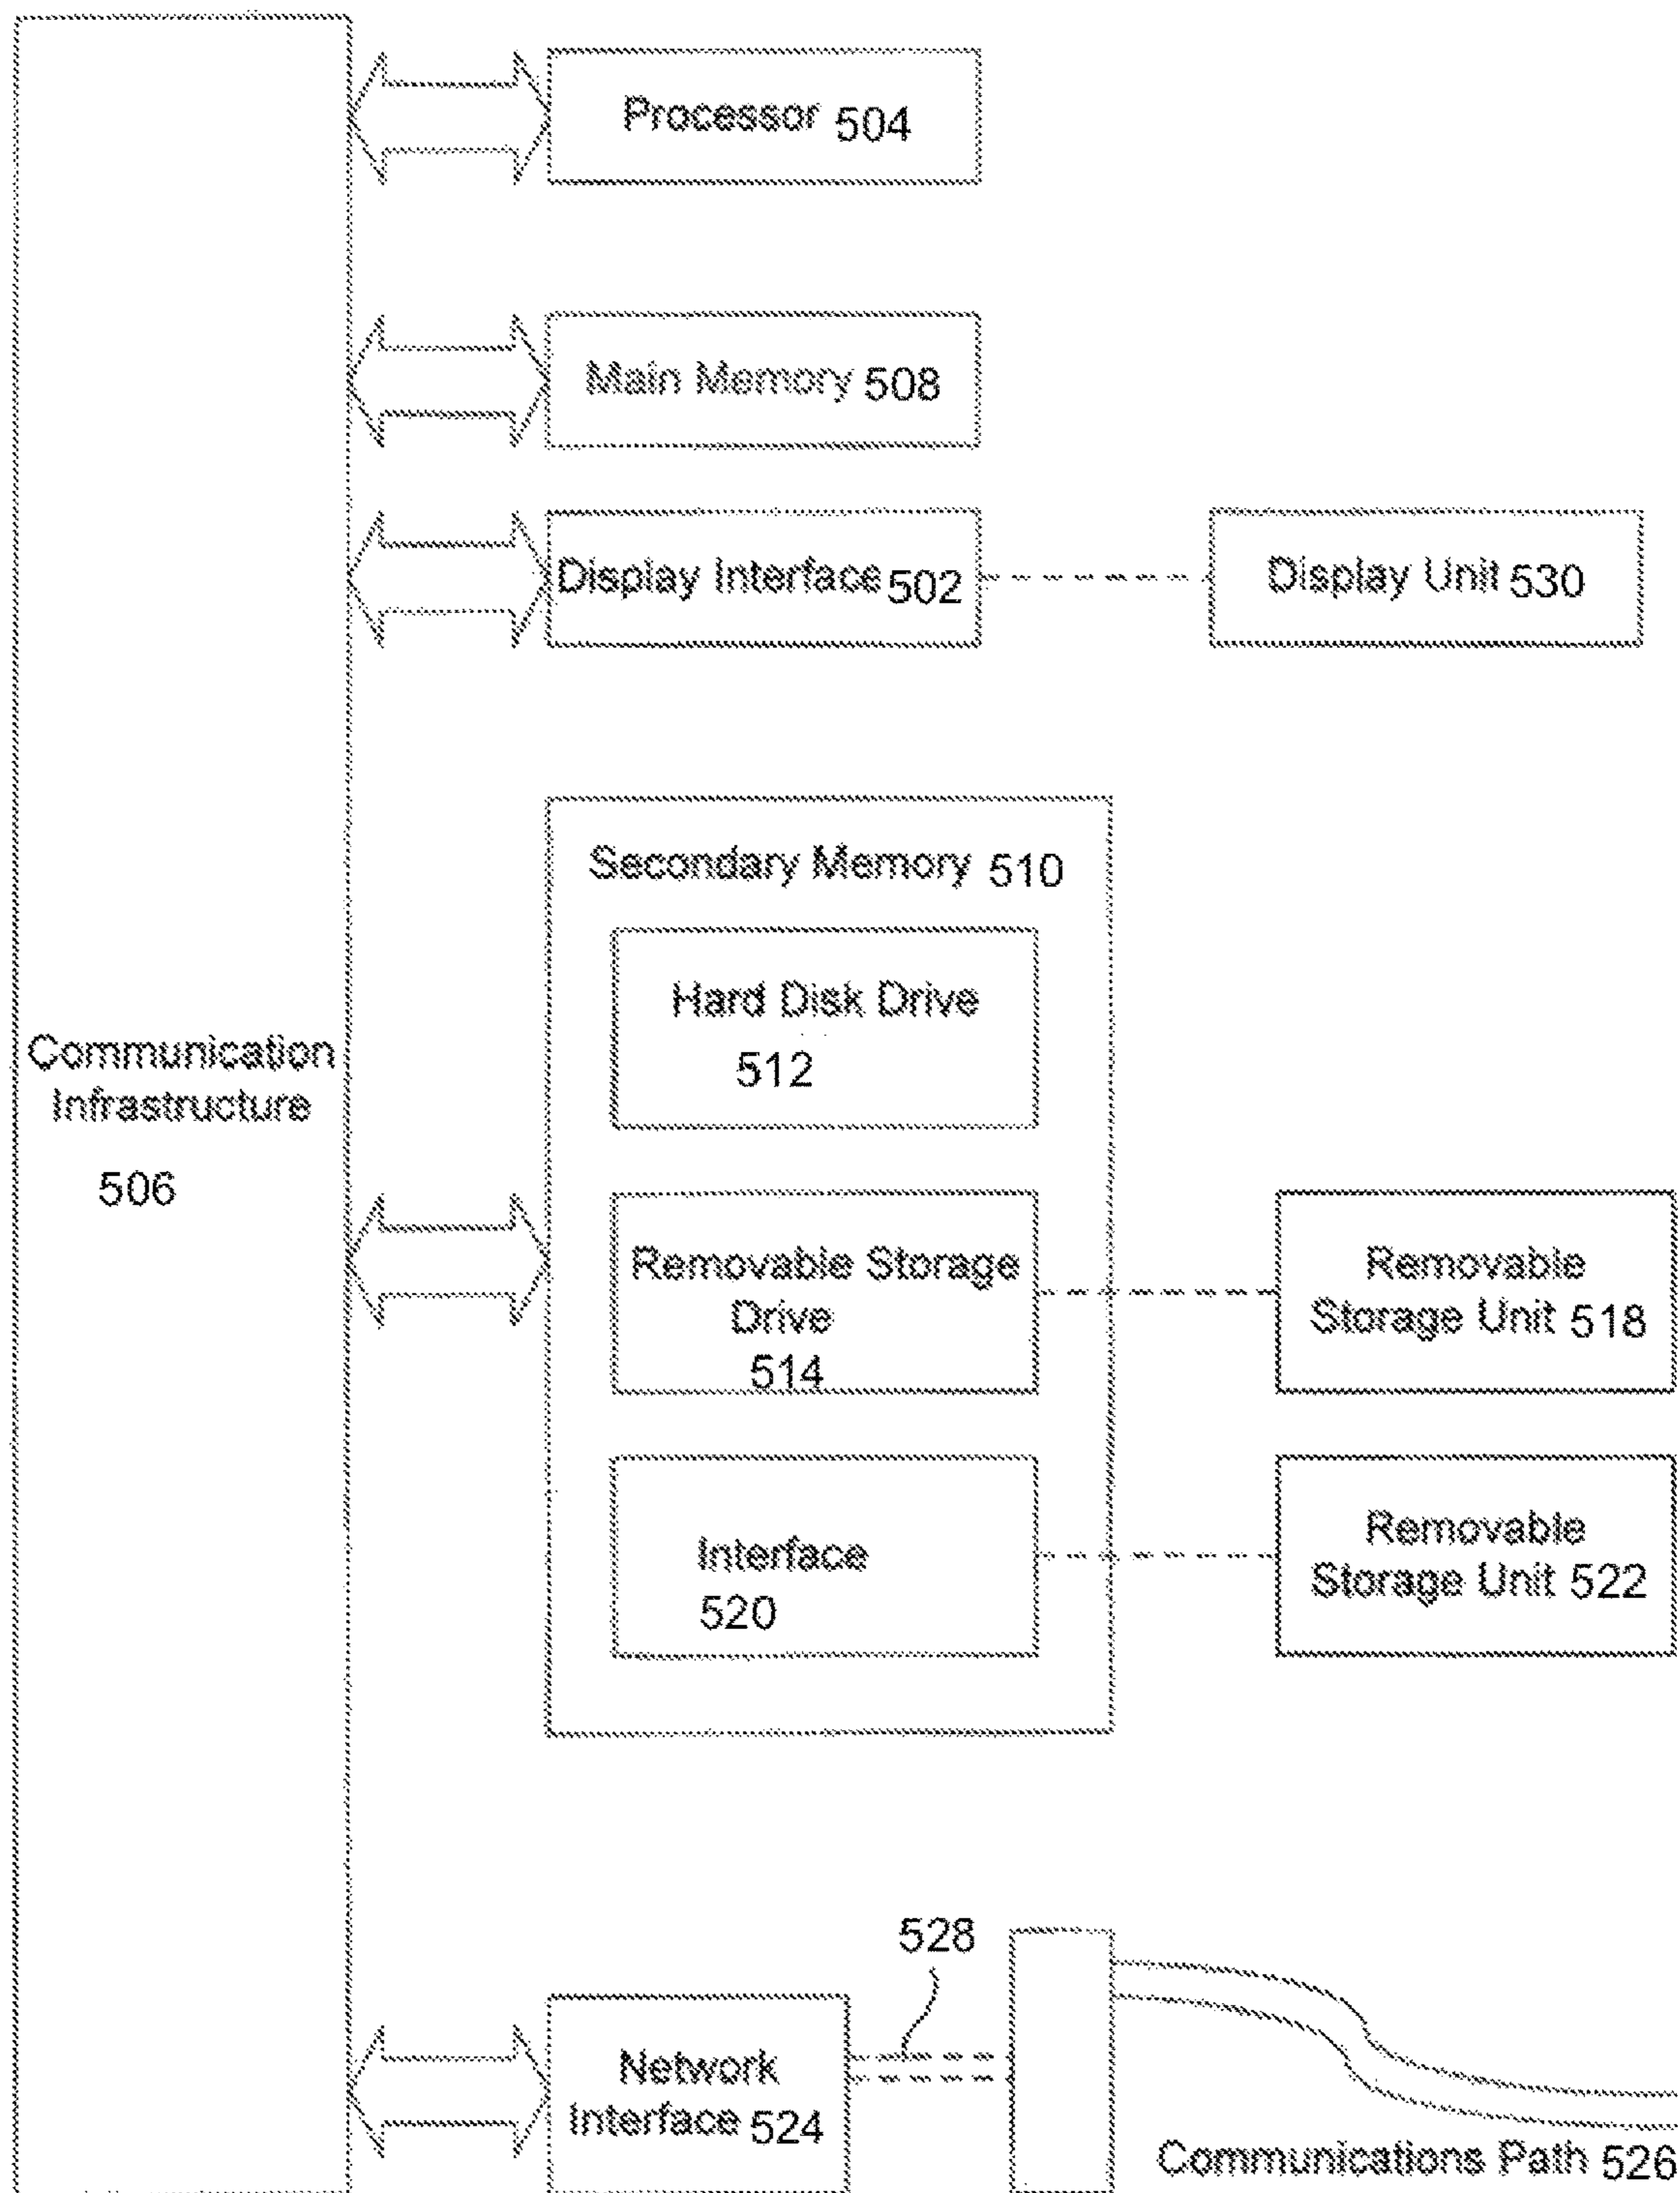 Processor 504
Main Memory 508
Display Interface 502
Display Unit 530
Secondary Memory 510
Hard Disk Drive
512
Communication
Infrastructure
506
Removable Storage
Drive
514
Removable
Storage Unit 518
Interface
520
Removable
Storage Unit 522
528
Network
Interface 524
Communications Path 526